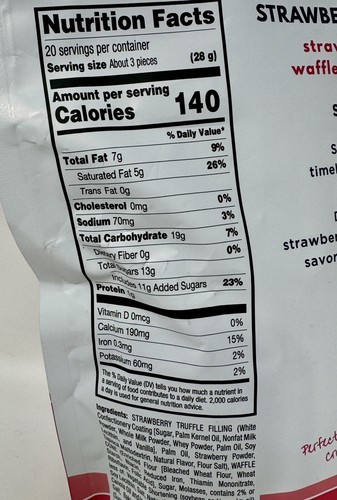 Nutrition Facts
20 servings per container
Serving size About 3 pieces (28 g)
Amount per serving
Calories 140
% Daily Value*
Total Fat 7g 9%
Saturated Fat 5g 26%
Trans Fat 0g
Cholesterol 0mg 0%
Sodium 70mg 3%
Total Carbohydrate 19g 7%
Dietary Fiber 0g 0%
Total Sugars 13g
Includes 11g Added Sugars 23%
Protein 1g
Vitamin D 0mcg 0%
Calcium 190mg 15%
Iron 0.3mg 2%
Potassium 60mg 2%
The % Daily Value (DV) tells you how much a nutrient in
a serving of food contributes to a daily diet. 2,000 calories
a day is used for general nutrition advice.
Ingredients: STRAWBERRY TRUFFLE FILLING (White
Confectionery Coating [Sugar, Palm Kernel Oil, Nonfat Milk
Powder, Whole Milk Powder, Whey Powder, Palm Oil, Soy
and Vanilla], Palm Oil, Strawberry Powder,
Maltodextrin, Natural Flavor, Flour Salt), WAFFLE
Flour [Bleached Wheat Flour, Wheat
Reduced Iron, Thiamin Mononitrate,
Acid], Sugar, Molasses, contains 2% or
Shortening
STRAWBE
stra
waffle
S
S
time
strawber
savor
Perfect